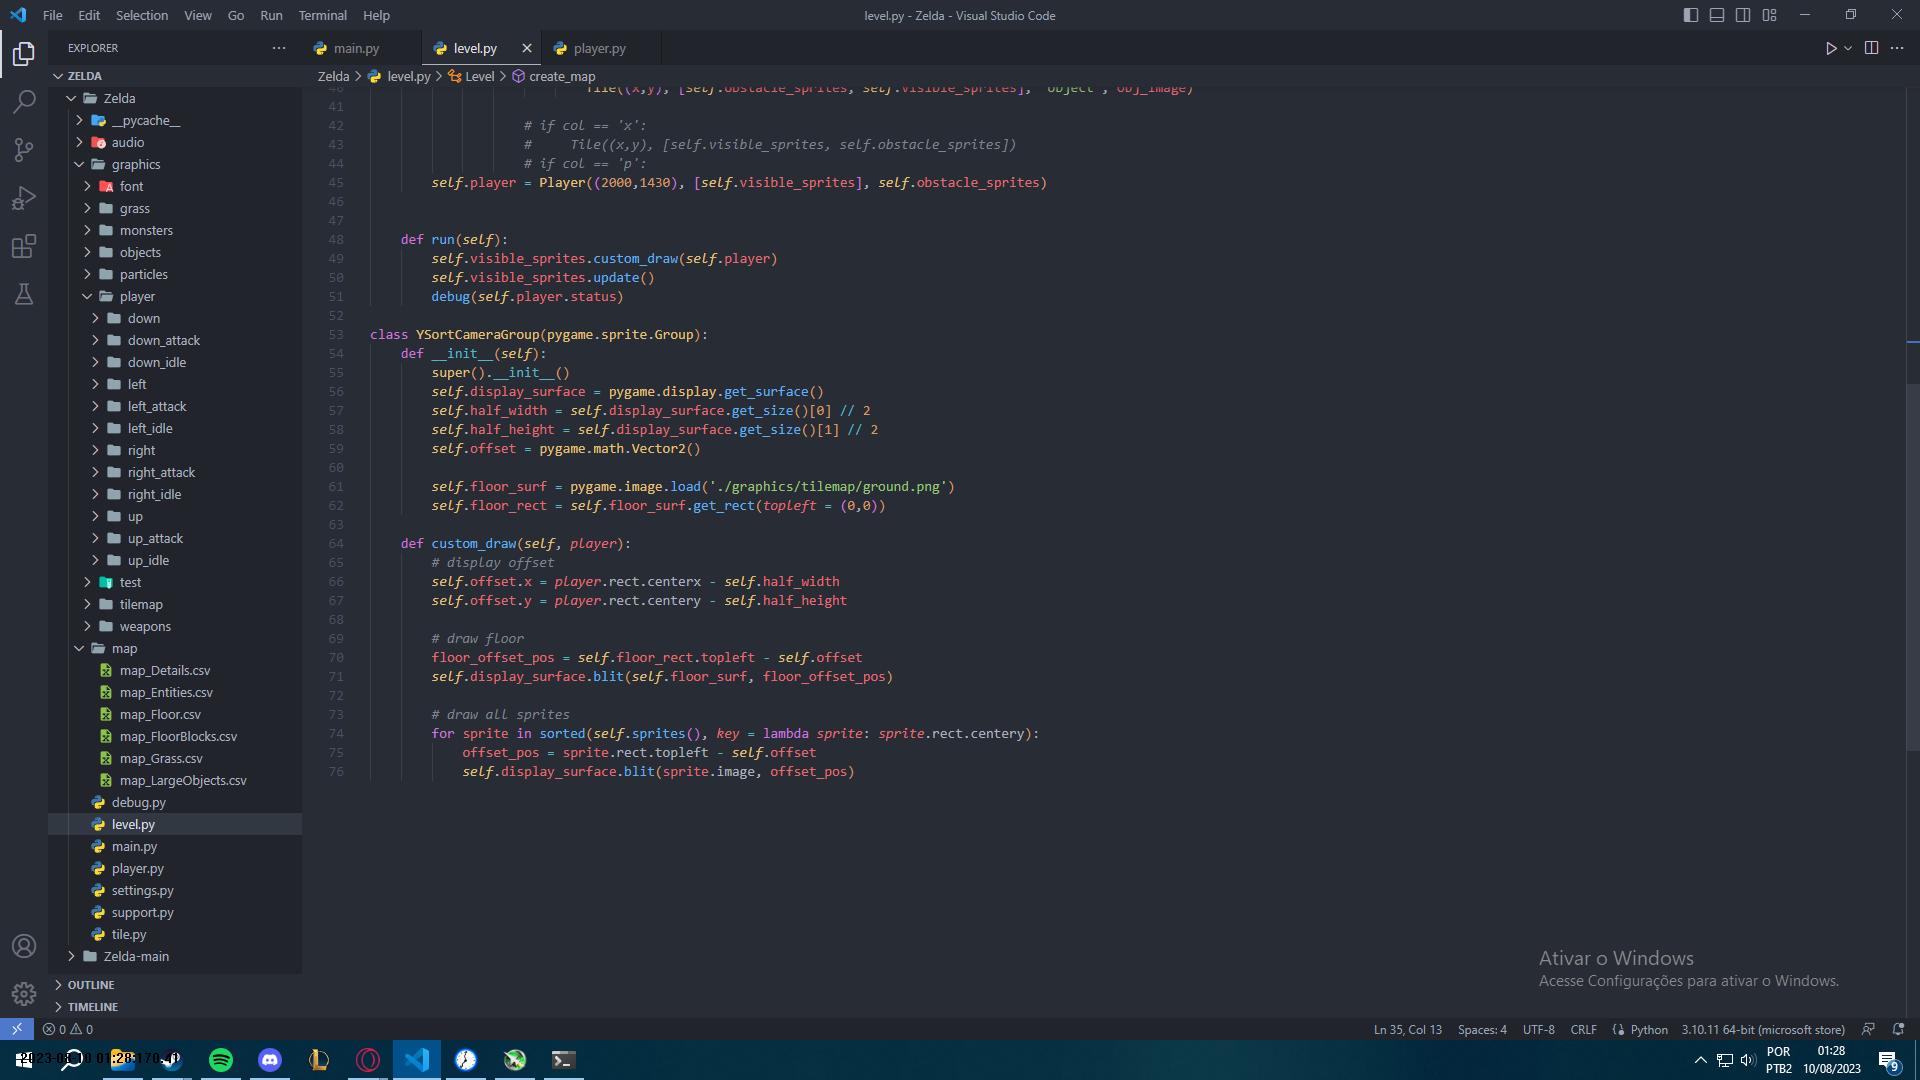 File Edit Selection View Go Run Terminal Help
level.py - Zelda - Visual Studio Code
EXPLORER
main.py
level.py
player.py
ZELDA
Zelda > level.py > Level > create_map
Zelda
__pycache__
audio
graphics
font
grass
monsters
objects
particles
player
down
down_attack
down_idle
left
left_attack
left_idle
right
right_attack
right_idle
up
up_attack
up_idle
test
tilemap
weapons
map
map_Details.csv
map_Entities.csv
map_Floor.csv
map_FloorBlocks.csv
map_Grass.csv
map_LargeObjects.csv
debug.py
level.py
main.py
player.py
settings.py
support.py
tile.py
Zelda-main
OUTLINE
TIMELINE
40 Tile((x,y), [self.obstacle_sprites, self.visible_sprites], 'object', obj_image)
41
42 # if col == 'x':
43 #     Tile((x,y), [self.visible_sprites, self.obstacle_sprites])
44 # if col == 'p':
45 self.player = Player((2000,1430), [self.visible_sprites], self.obstacle_sprites)
46
47
48 def run(self):
49 self.visible_sprites.custom_draw(self.player)
50 self.visible_sprites.update()
51 debug(self.player.status)
52
53 class YSortCameraGroup(pygame.sprite.Group):
54 def __init__(self):
55 super().__init__()
56 self.display_surface = pygame.display.get_surface()
57 self.half_width = self.display_surface.get_size()[0] // 2
58 self.half_height = self.display_surface.get_size()[1] // 2
59 self.offset = pygame.math.Vector2()
60
61 self.floor_surf = pygame.image.load('./graphics/tilemap/ground.png')
62 self.floor_rect = self.floor_surf.get_rect(topleft = (0,0))
63
64 def custom_draw(self, player):
65 # display offset
66 self.offset.x = player.rect.centerx - self.half_width
67 self.offset.y = player.rect.centery - self.half_height
68
69 # draw floor
70 floor_offset_pos = self.floor_rect.topleft - self.offset
71 self.display_surface.blit(self.floor_surf, floor_offset_pos)
72
73 # draw all sprites
74 for sprite in sorted(self.sprites(), key = lambda sprite: sprite.rect.centery):
75 offset_pos = sprite.rect.topleft - self.offset
76 self.display_surface.blit(sprite.image, offset_pos)
Ativar o Windows
Acesse Configurações para ativar o Windows.
0 0
Ln 35, Col 13 Spaces: 4 UTF-8 CRLF Python 3.10.11 64-bit (microsoft store)
POR
PTB2
01:28
10/08/2023
9